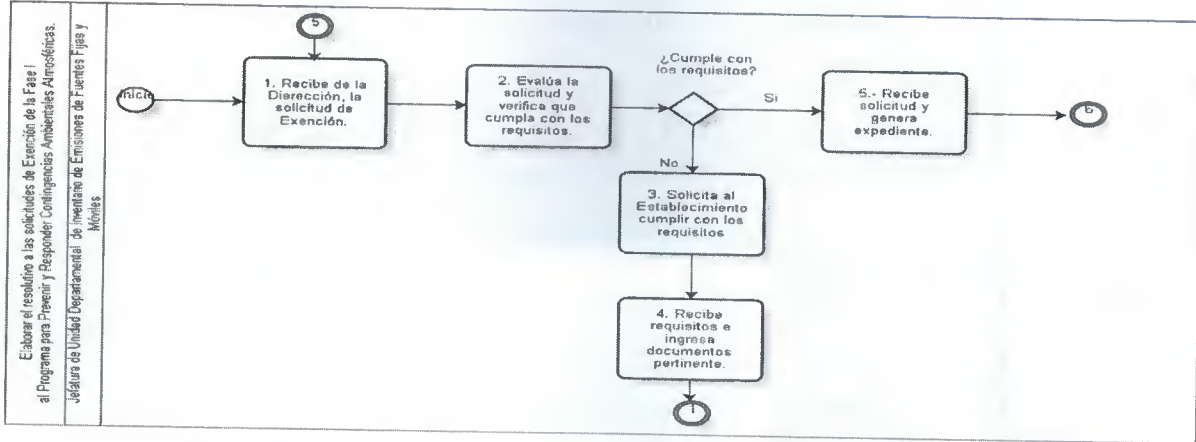 Elaborar el resolutivo a las solicitudes de Exención de la Fase I
al Programa para Prevenir y Responder Contingencias Ambientales Atmosféricas.
Jefatura de Unidad Departamental de Inventario de Emisiones de Fuentes Fijas y
Móviles
Inicio
5
1. Recibe de la
Disrección, la
solicitud de
Exención.
2. Evalúa la
solicitud y
verifica que
cumpla con los
requisitos.
¿Cumple con
los requisitos?
Si
5.- Recibe
solicitud y
genera
expediente.
6
No
3. Solicita al
Establecimiento
cumplir con los
requisitos
4. Recibe
requisitos e
ingresa
documentos
pertinente.
1